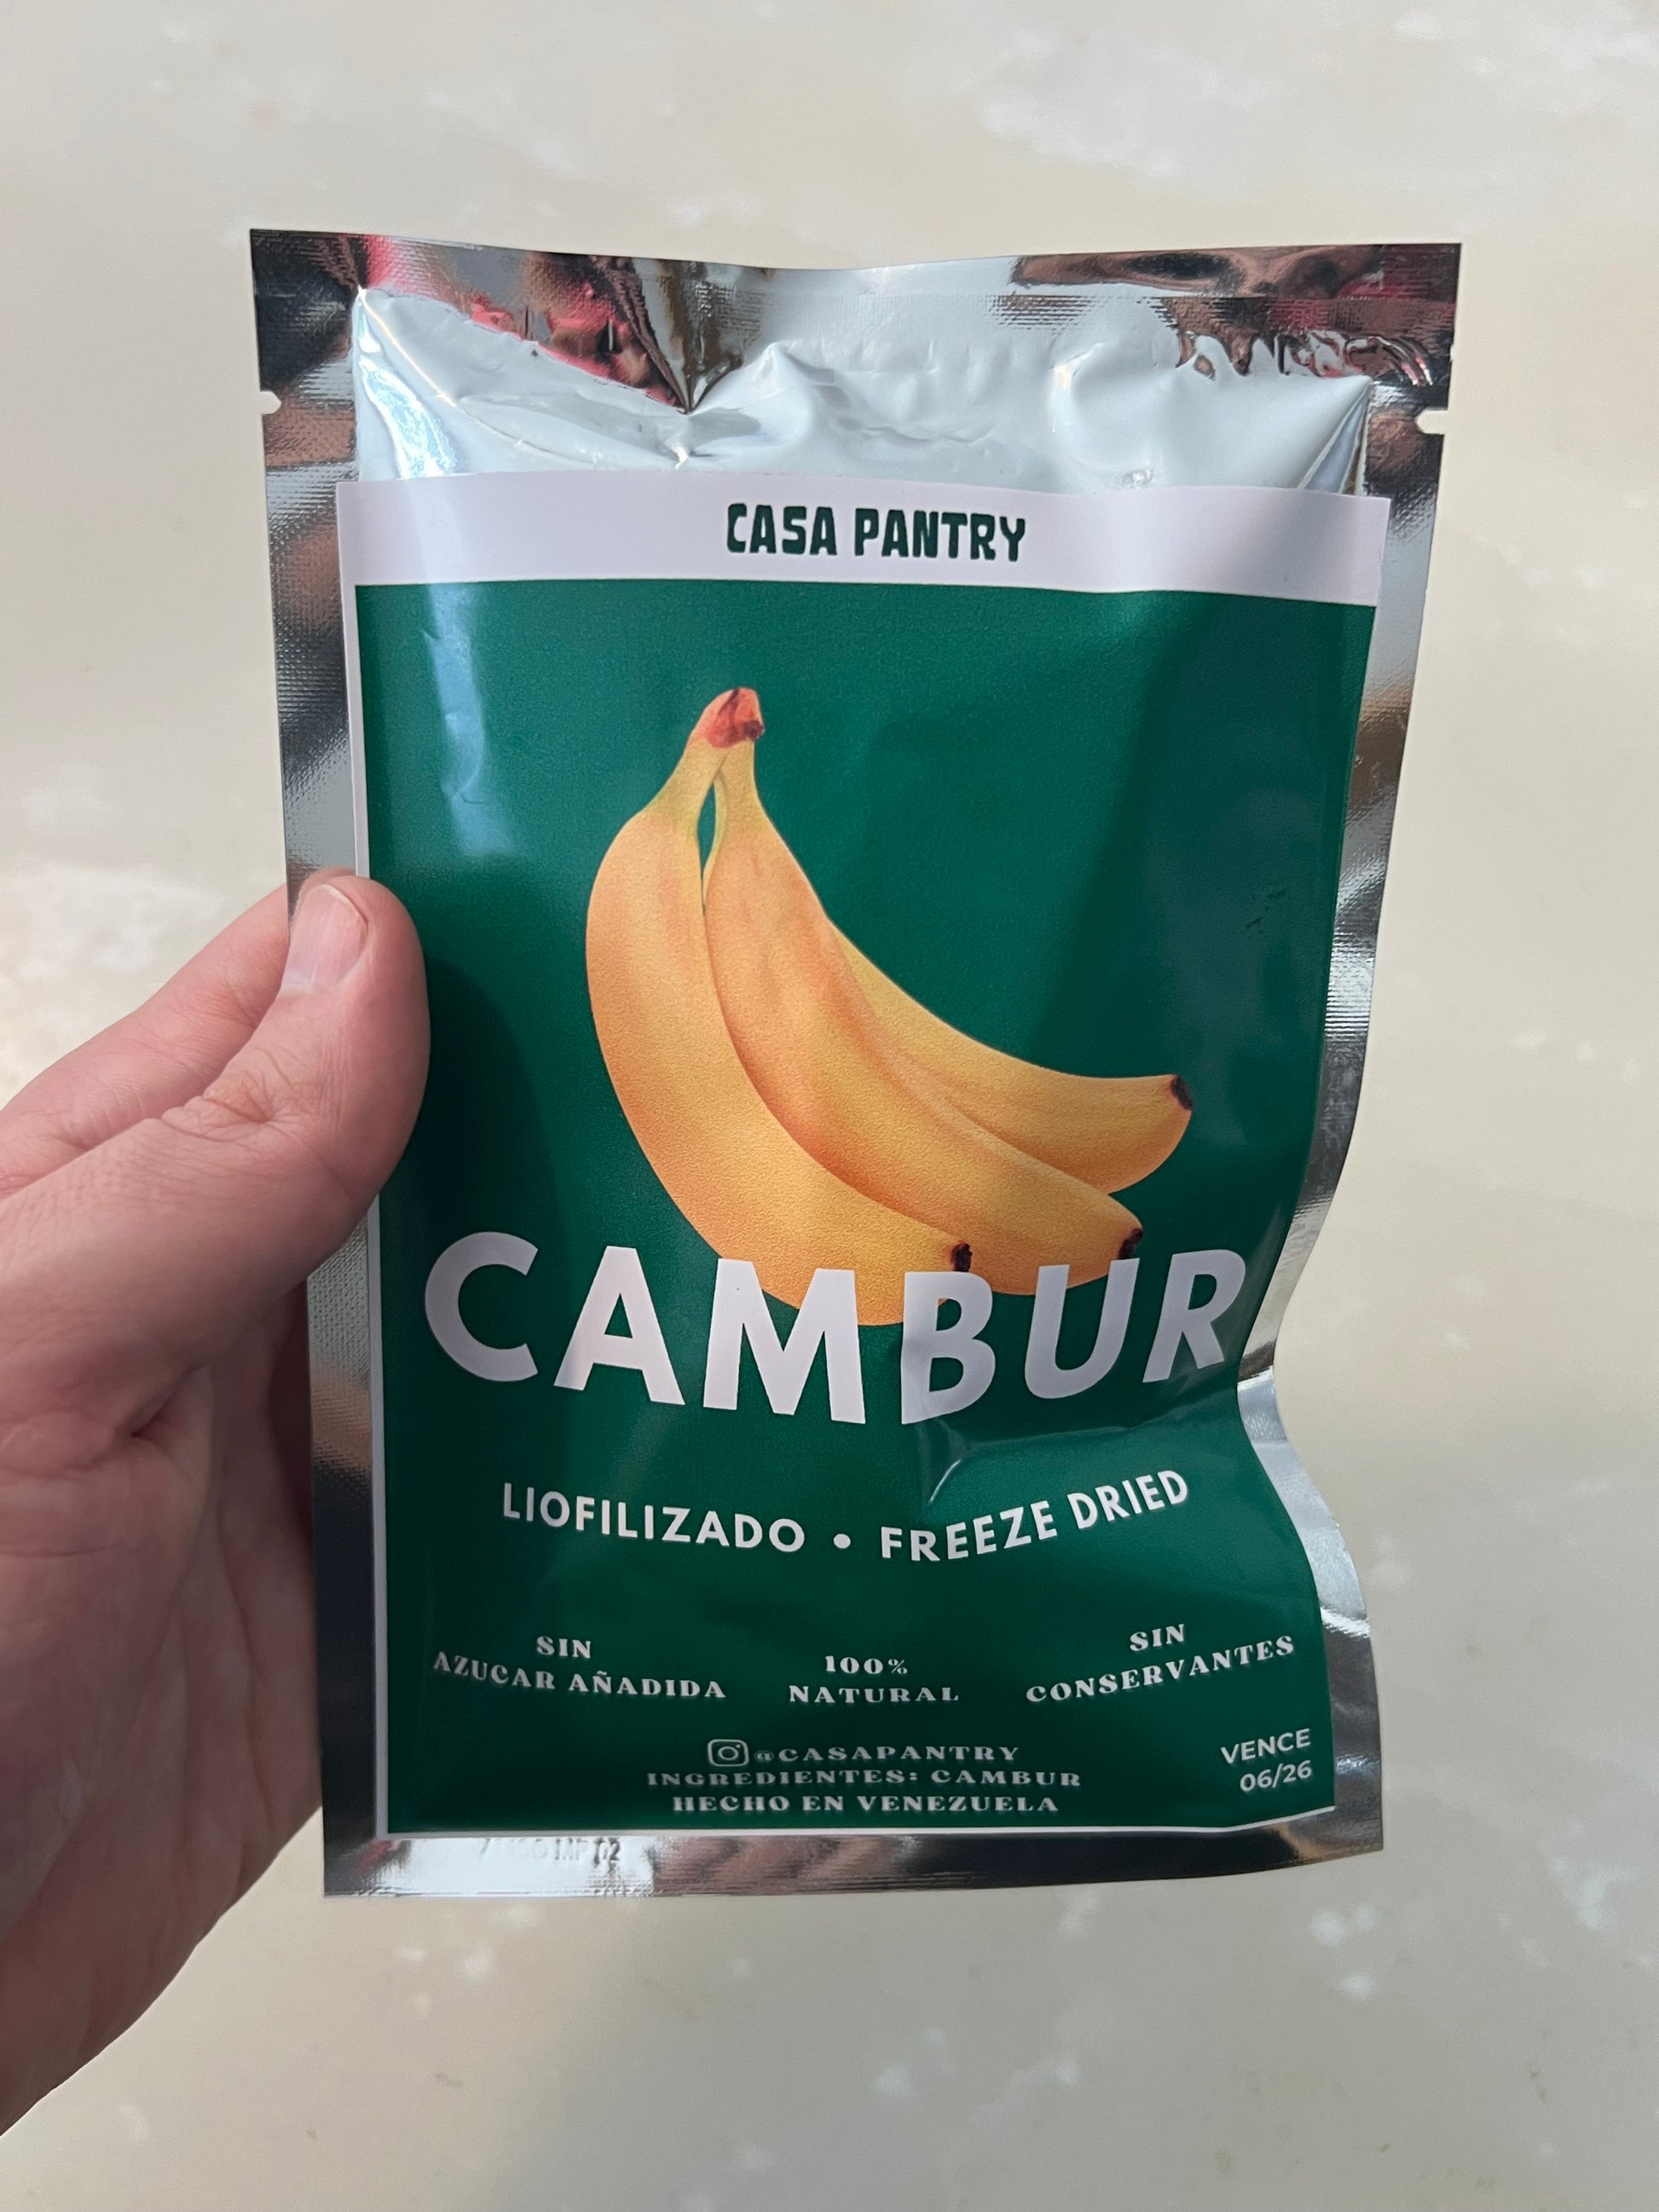 CASA PANTRY
CAMBUR
LIOFILIZADO • FREEZE DRIED
SIN
AZUCAR AÑADIDA
100%
NATURAL
SIN
CONSERVANTES
@CASAPANTRY
INGREDIENTES: CAMBUR
HECHO EN VENEZUELA
VENCE
06/26